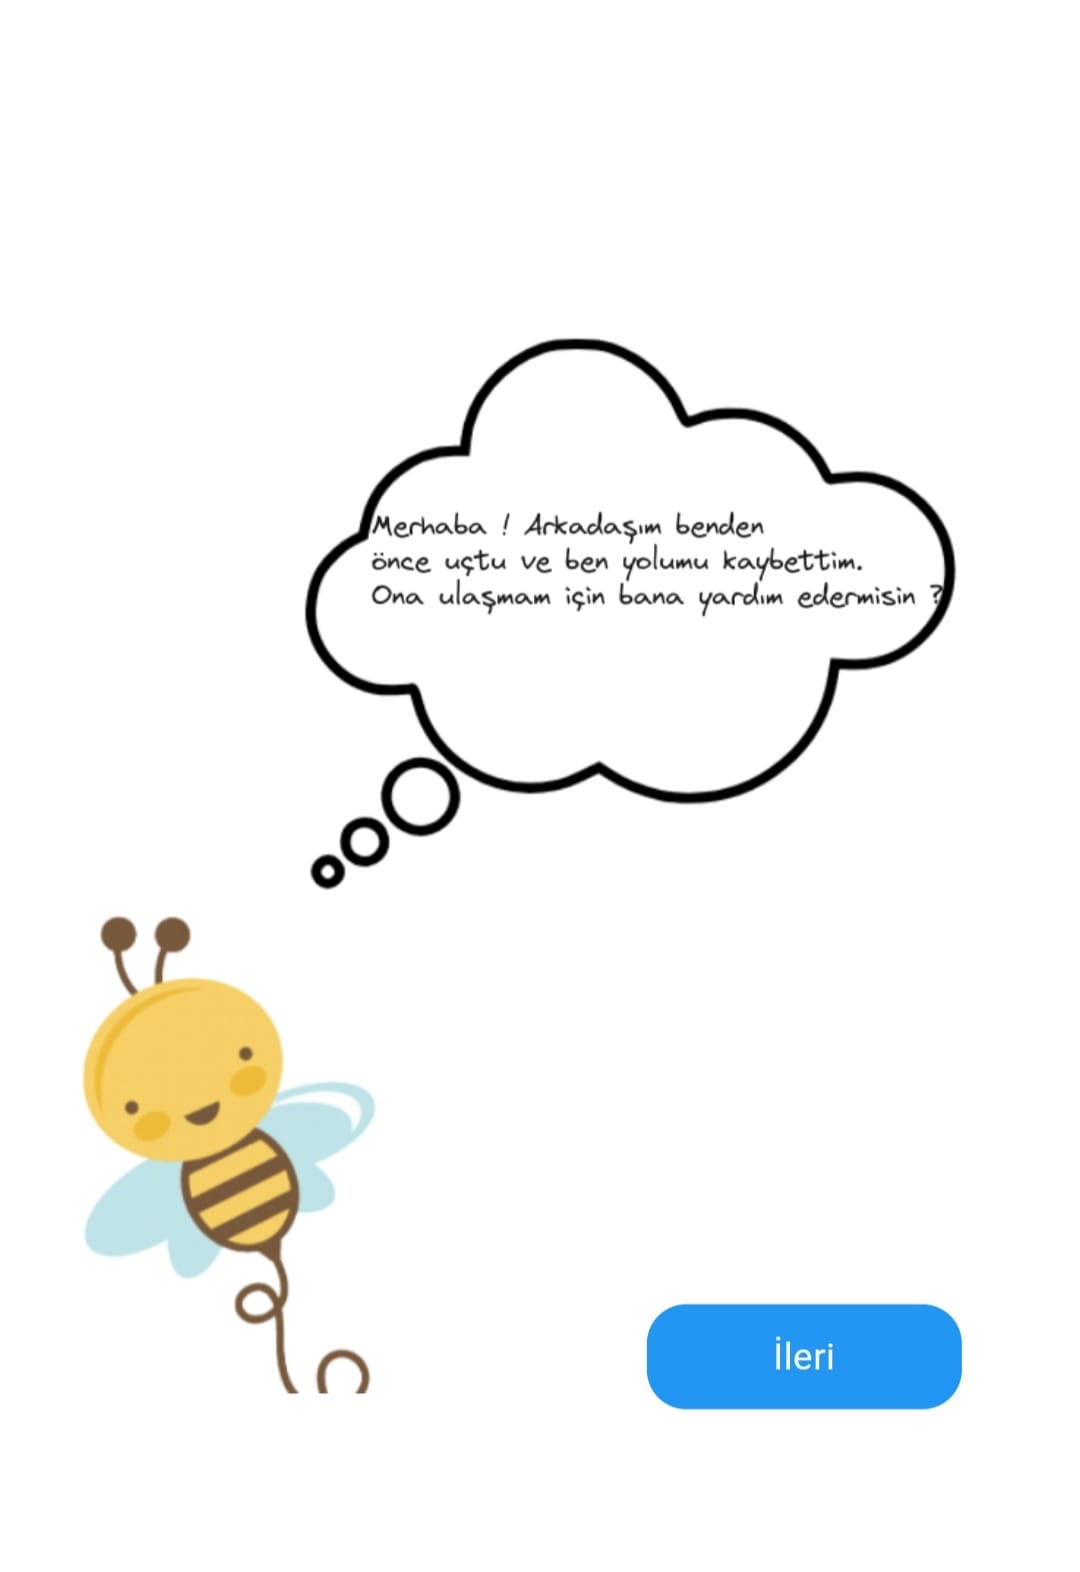 Merhaba ! Arkadaşım benden
önce uçtu ve ben yolumu kaybettim.
Ona ulaşmam için bana yardım edermisin ?
İleri